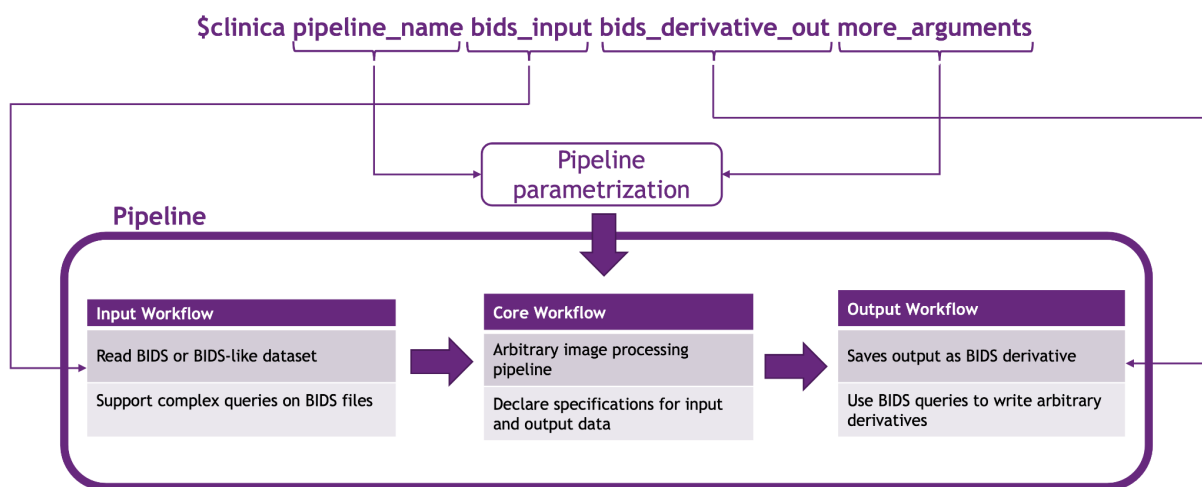 $clinica pipeline_name bids_input bids_derivative_out more_arguments
Pipeline
parametrization
Pipeline
Input Workflow
Read BIDS or BIDS-like dataset
Support complex queries on BIDS files
Core Workflow
Arbitrary image processing
pipeline
Declare specifications for input
and output data
Output Workflow
Saves output as BIDS derivative
Use BIDS queries to write arbitrary
derivatives